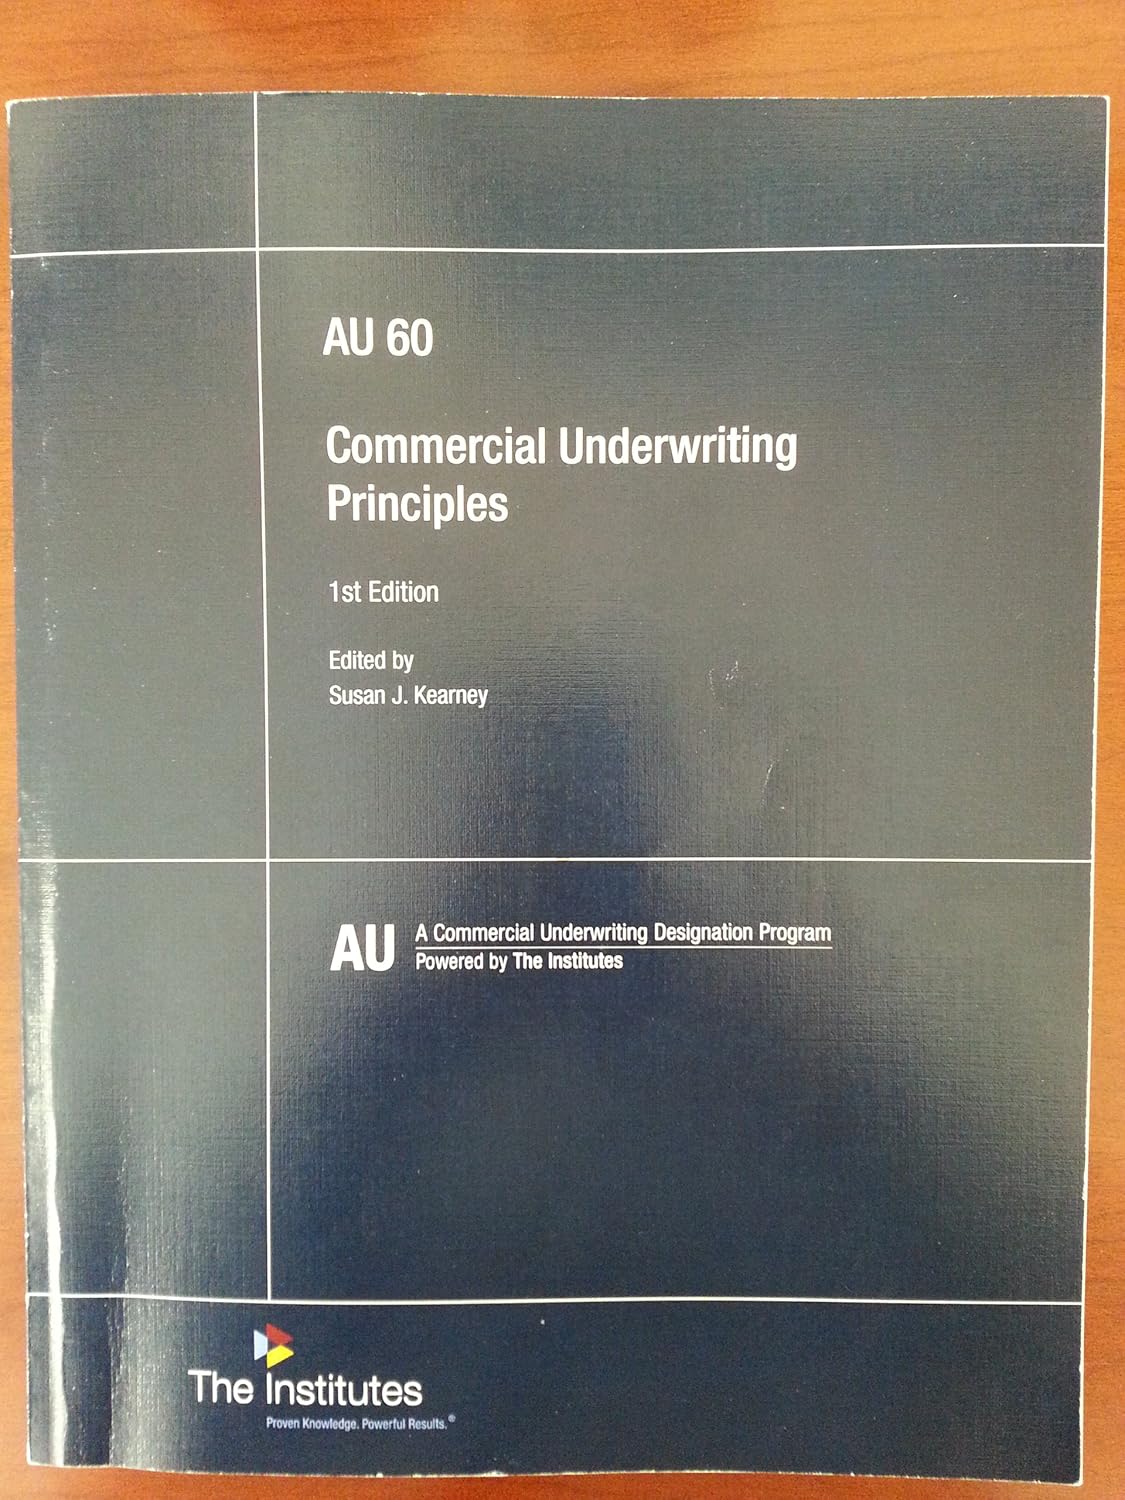 AU 60
Commercial Underwriting
Principles
1st Edition
Edited by
Susan J. Kearney
AU
A Commercial Underwriting Designation Program
Powered by The Institutes
The Institutes
Proven Knowledge. Powerful Results.®